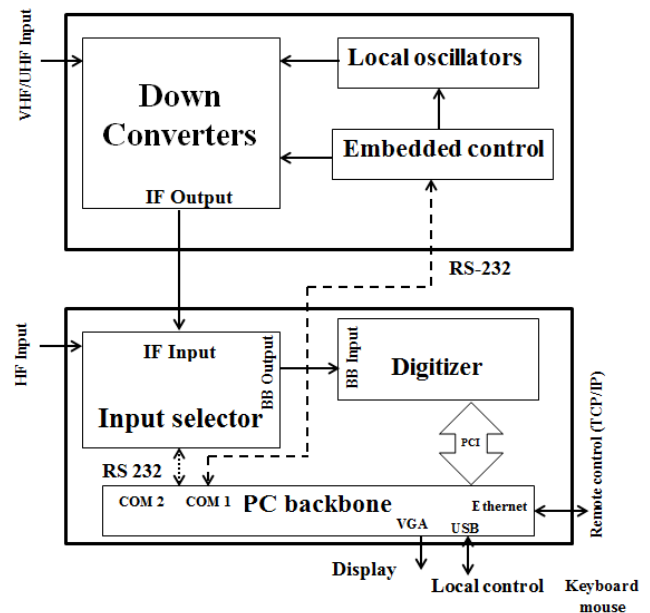 VHF/UHF Input
Down
Converters
IF Output
Local oscillators
Embedded control
RS-232
HF Input
IF Input
Input selector
BB Output
BB Input
Digitizer
PCI
RS 232
COM 2
COM 1
PC backbone
Ethernet
VGA
USB
Remote control (TCP/IP)
Display
Local control
Keyboard
mouse